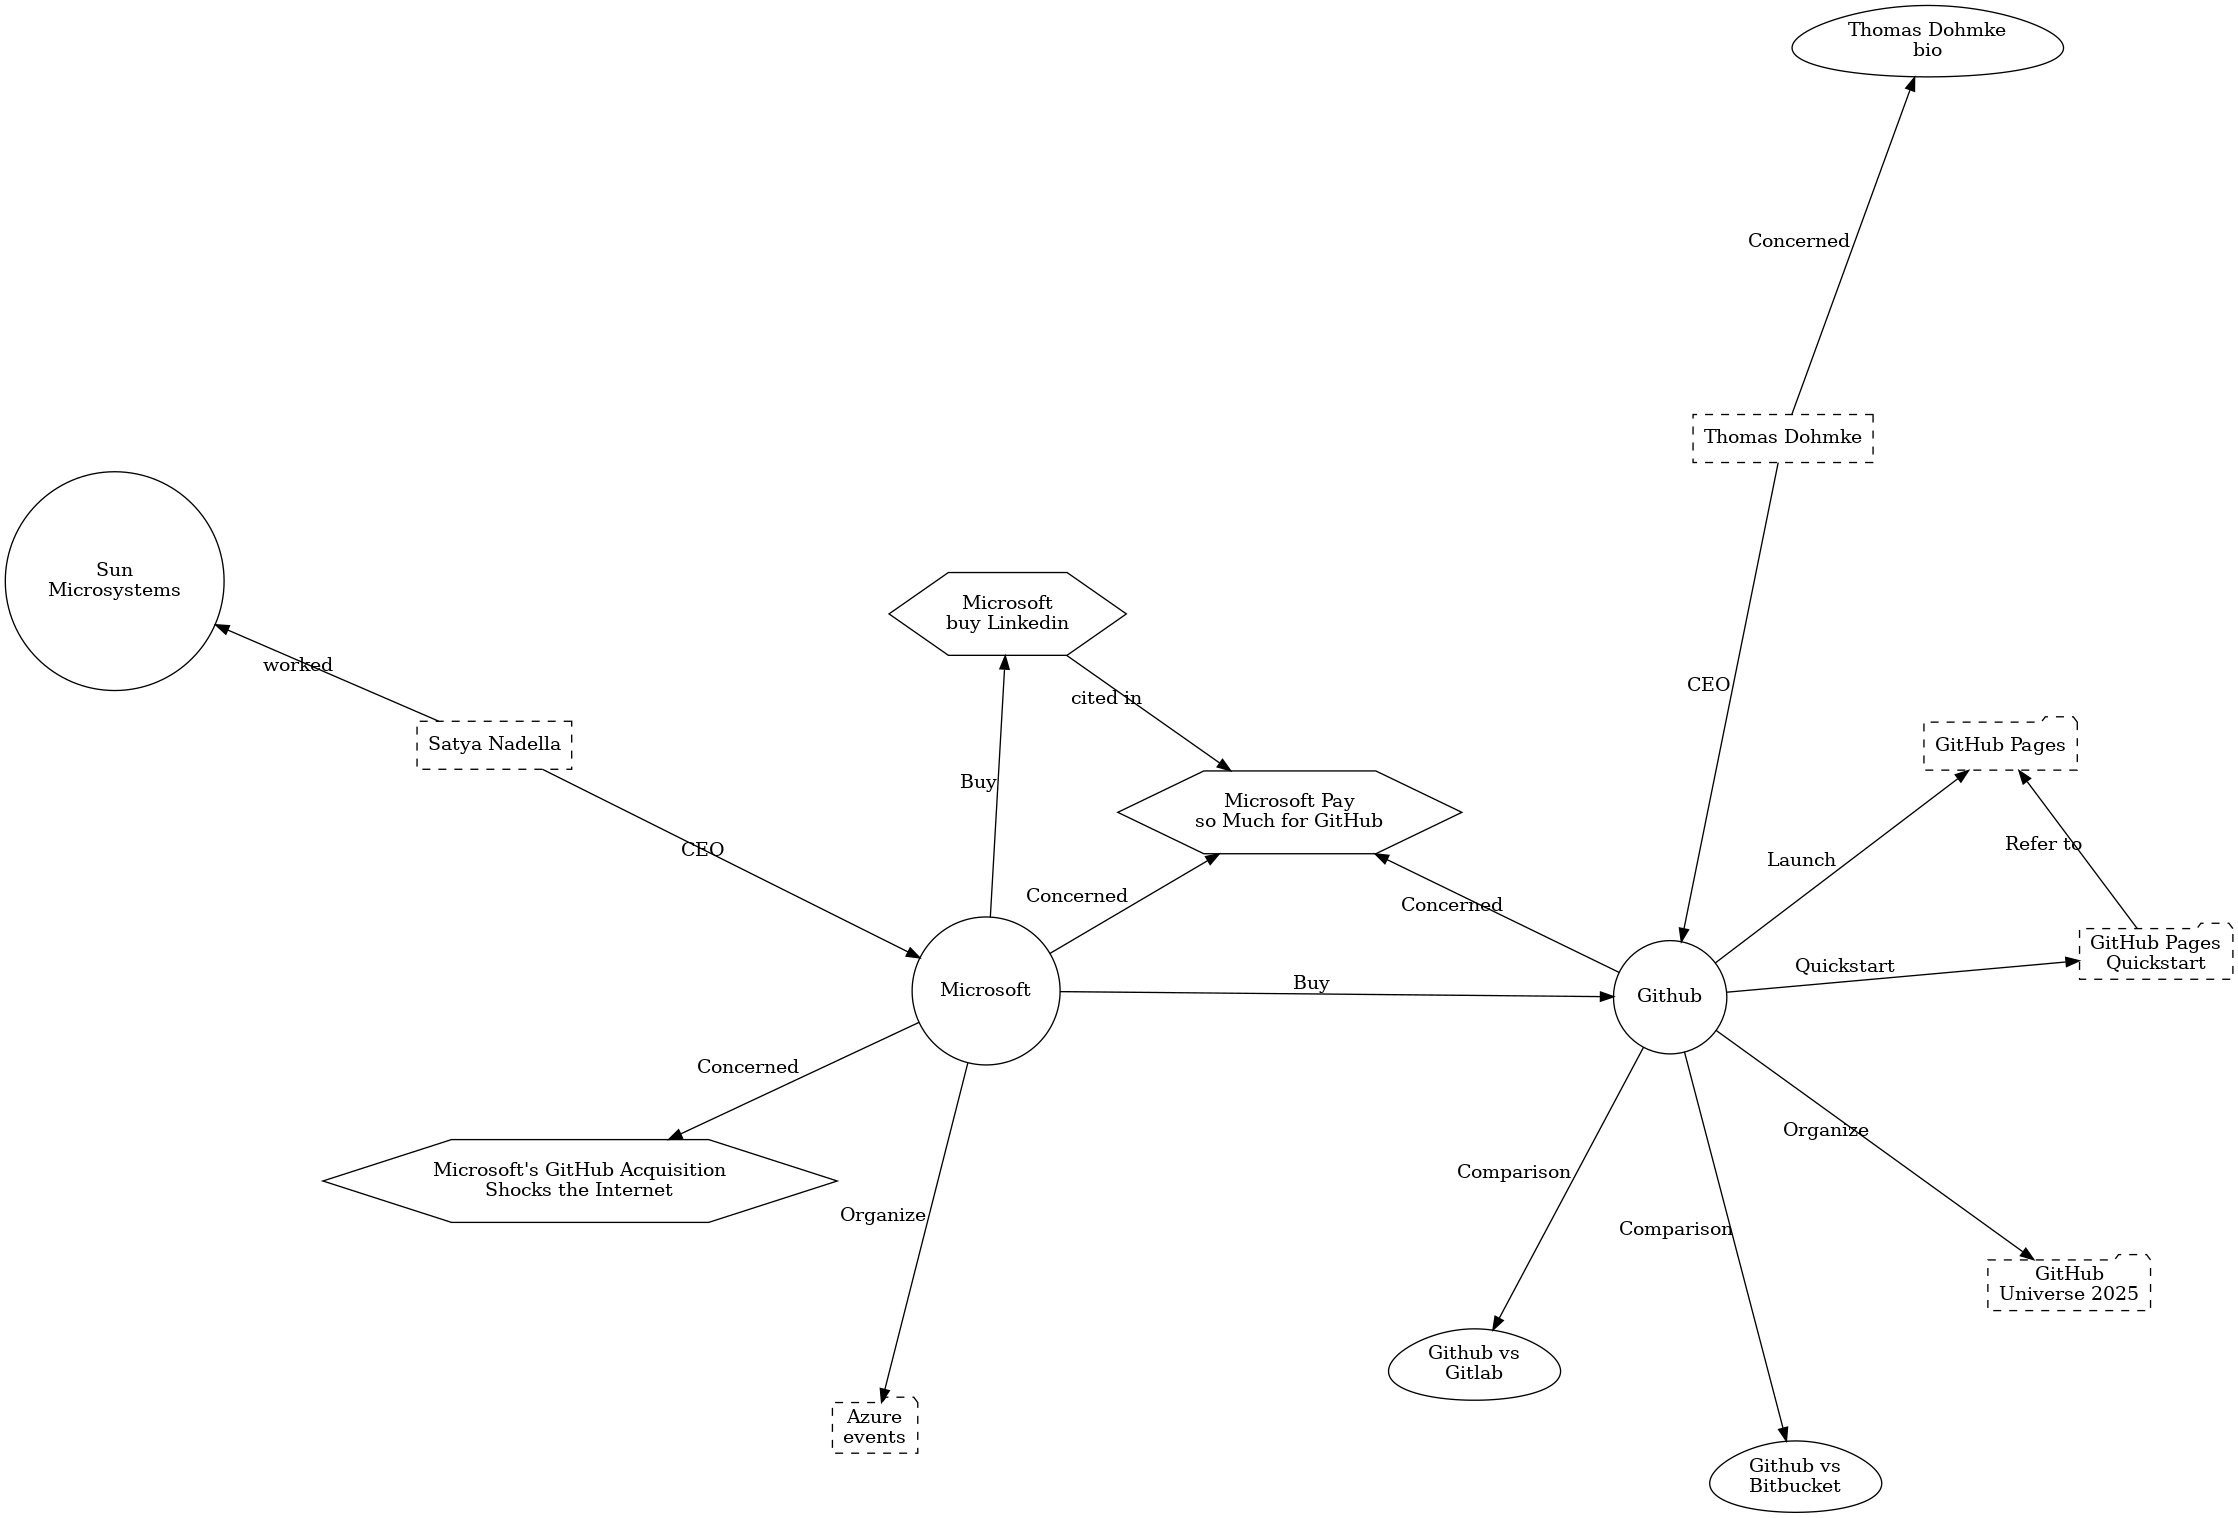 Thomas Dohmke
bio
Concerned
Thomas Dohmke
Sun
Microsystems
Microsoft
buy Linkedin
worked
CEO
cited in
Satya Nadella
GitHub Pages
Buy
Microsoft Pay
so Much for GitHub
CEO
Refer to
Launch
Concerned
Concerned
GitHub Pages
Quickstart
Quickstart
Microsoft
Buy
Github
Concerned
Organize
Microsoft's GitHub Acquisition
Shocks the Internet
Comparison
Organize
Comparison
GitHub
Universe 2025
Github vs
Gitlab
Azure
events
Github vs
Bitbucket